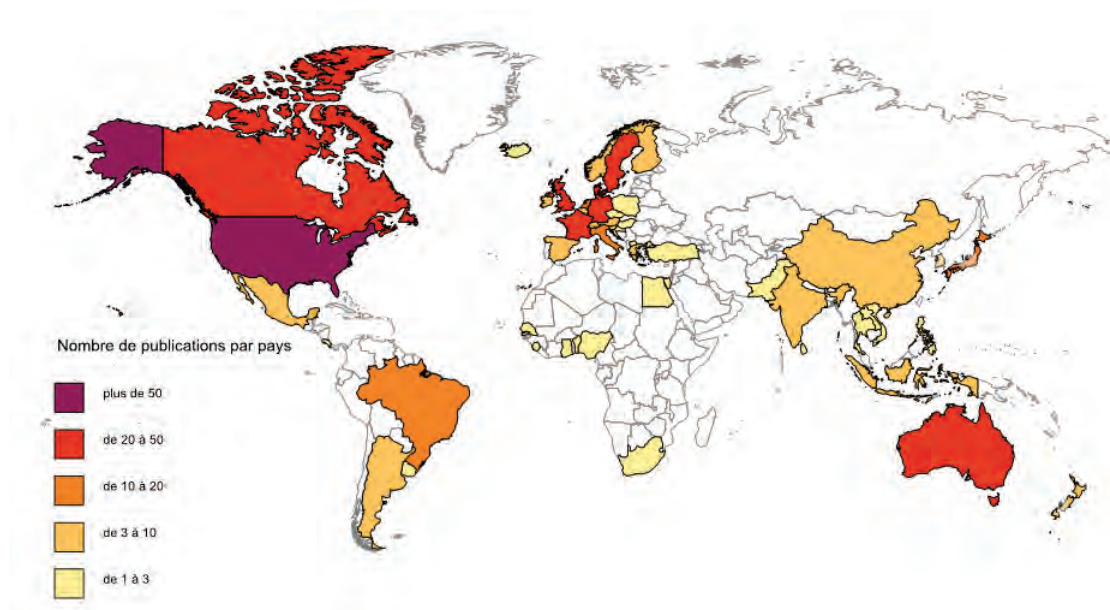 Nombre de publications par pays
plus de 50
de 20 à 50
de 10 à 20
de 3 à 10
de 1 à 3